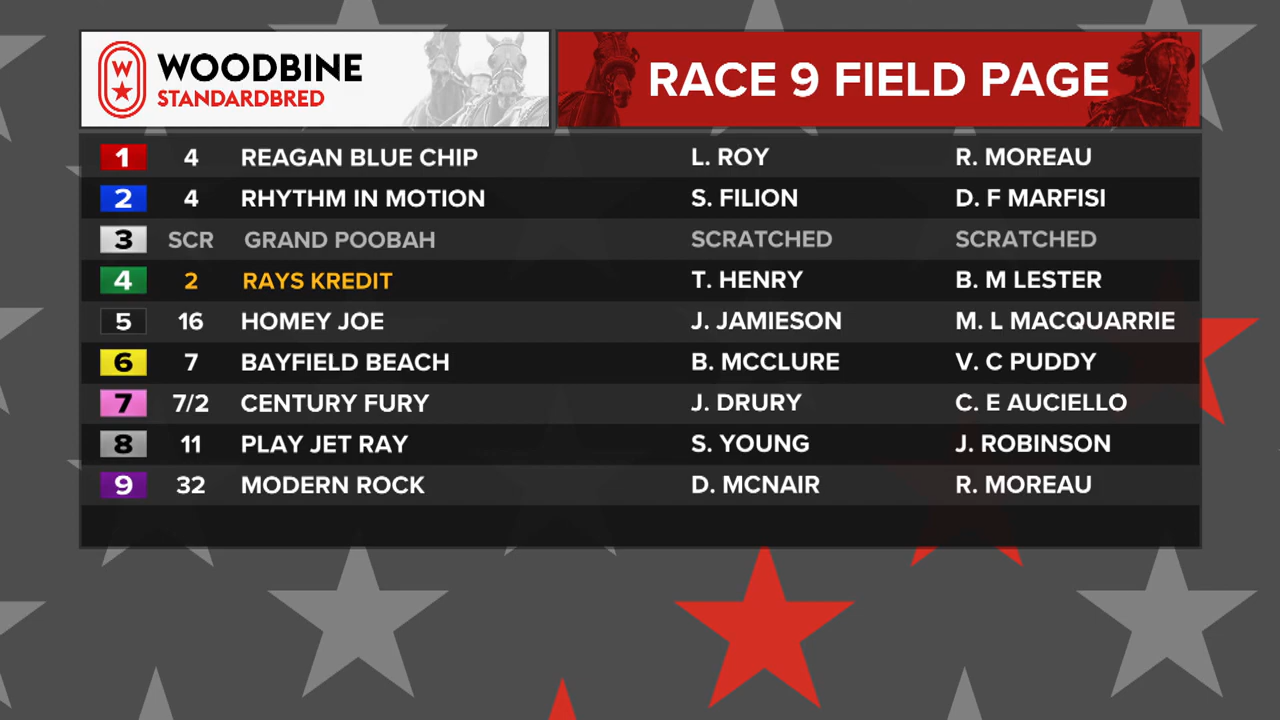 W
WOODBINE
STANDARDBRED
RACE 9 FIELD PAGE
1 4 REAGAN BLUE CHIP L. ROY R. MOREAU
2 4 RHYTHM IN MOTION S. FILION D. F MARFISI
3 SCR GRAND POOBAH SCRATCHED SCRATCHED
4 2 RAYS KREDIT T. HENRY B. M LESTER
5 16 HOMEY JOE J. JAMIESON M. L MACQUARRIE
6 7 BAYFIELD BEACH B. MCCLURE V. C PUDDY
7 7/2 CENTURY FURY J. DRURY C. E AUCIELLO
8 11 PLAY JET RAY S. YOUNG J. ROBINSON
9 32 MODERN ROCK D. MCNAIR R. MOREAU